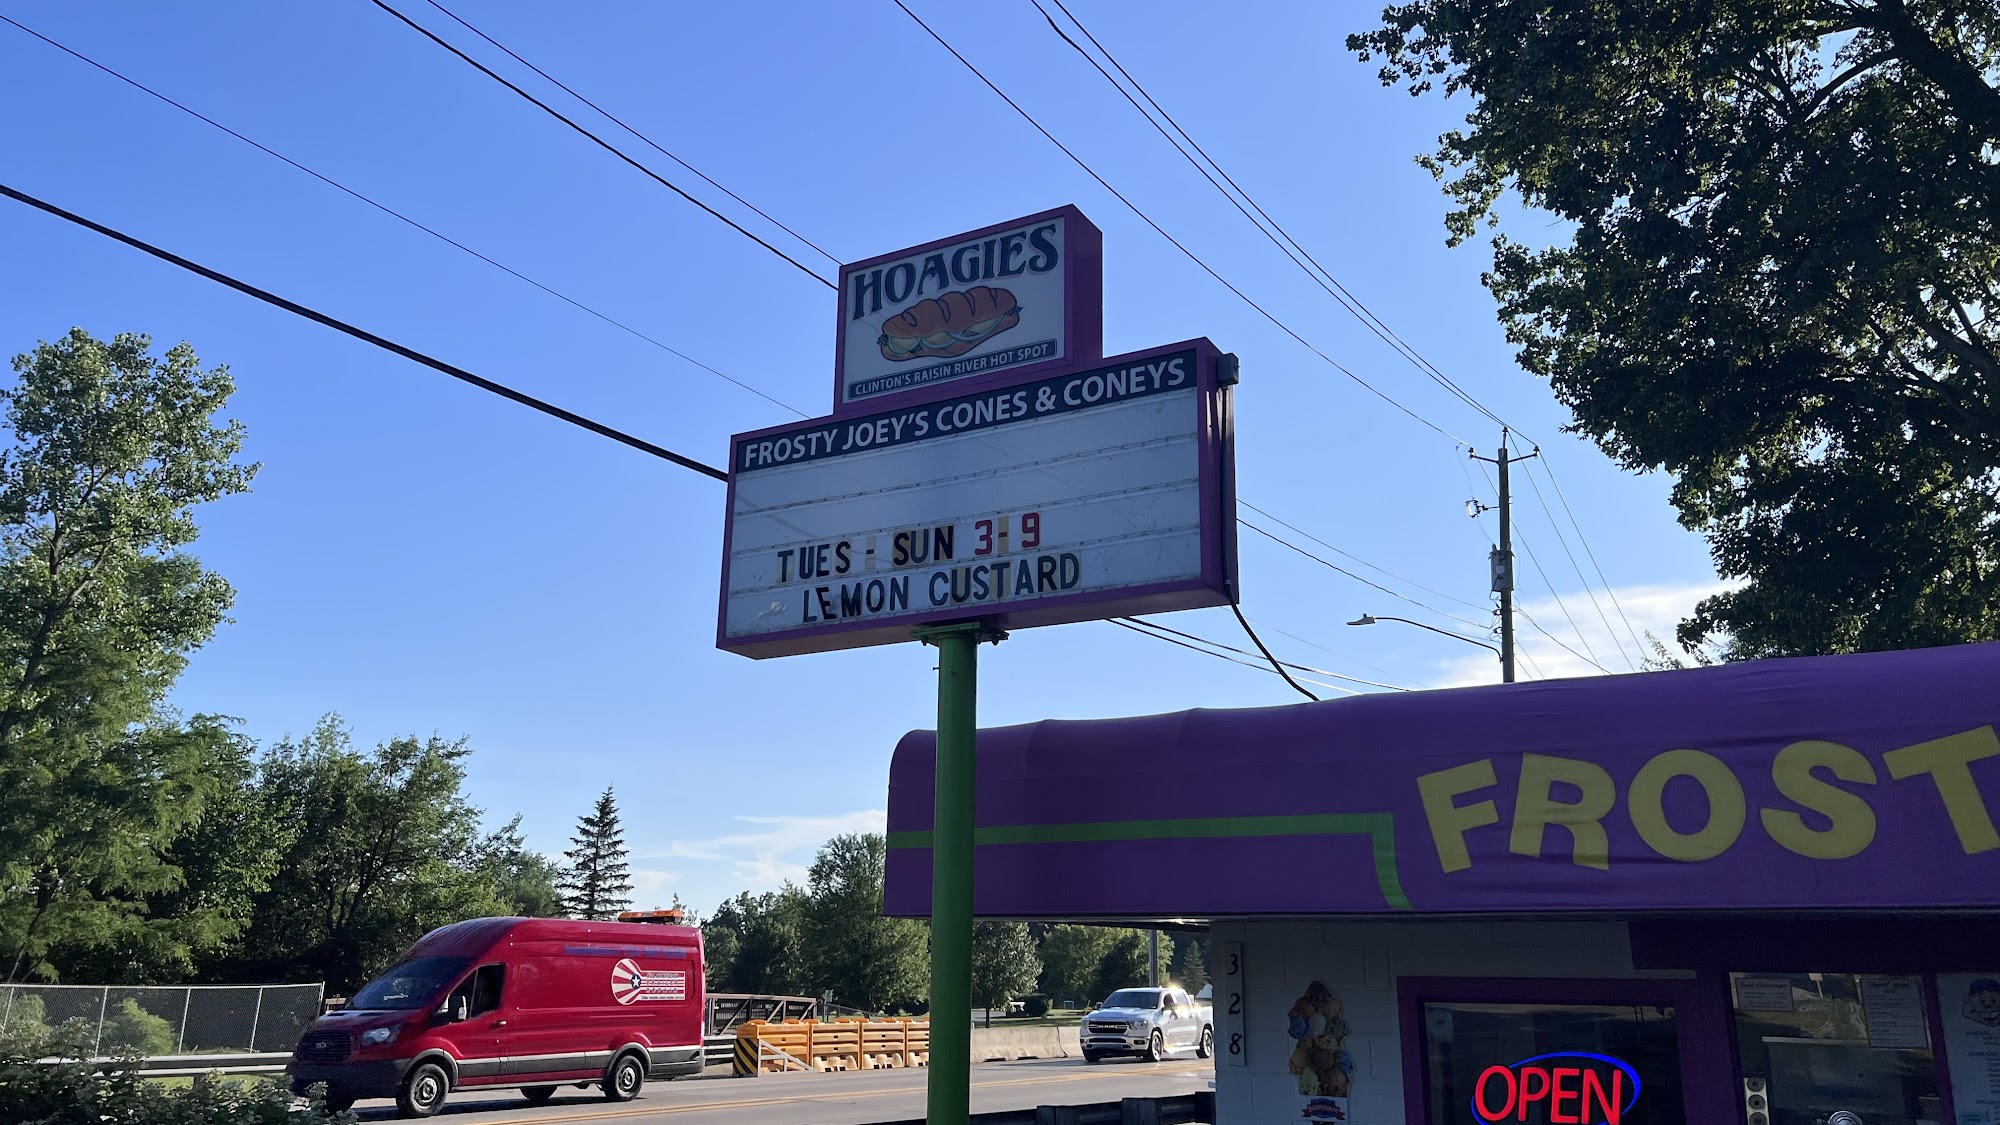 HOAGIES
CLINTON'S RAISIN RIVER HOT SPOT
FROSTY JOEY'S CONES & CONEYS
TUES - SUN 3-9
LEMON CUSTARD
FROST
328
OPEN
RAM